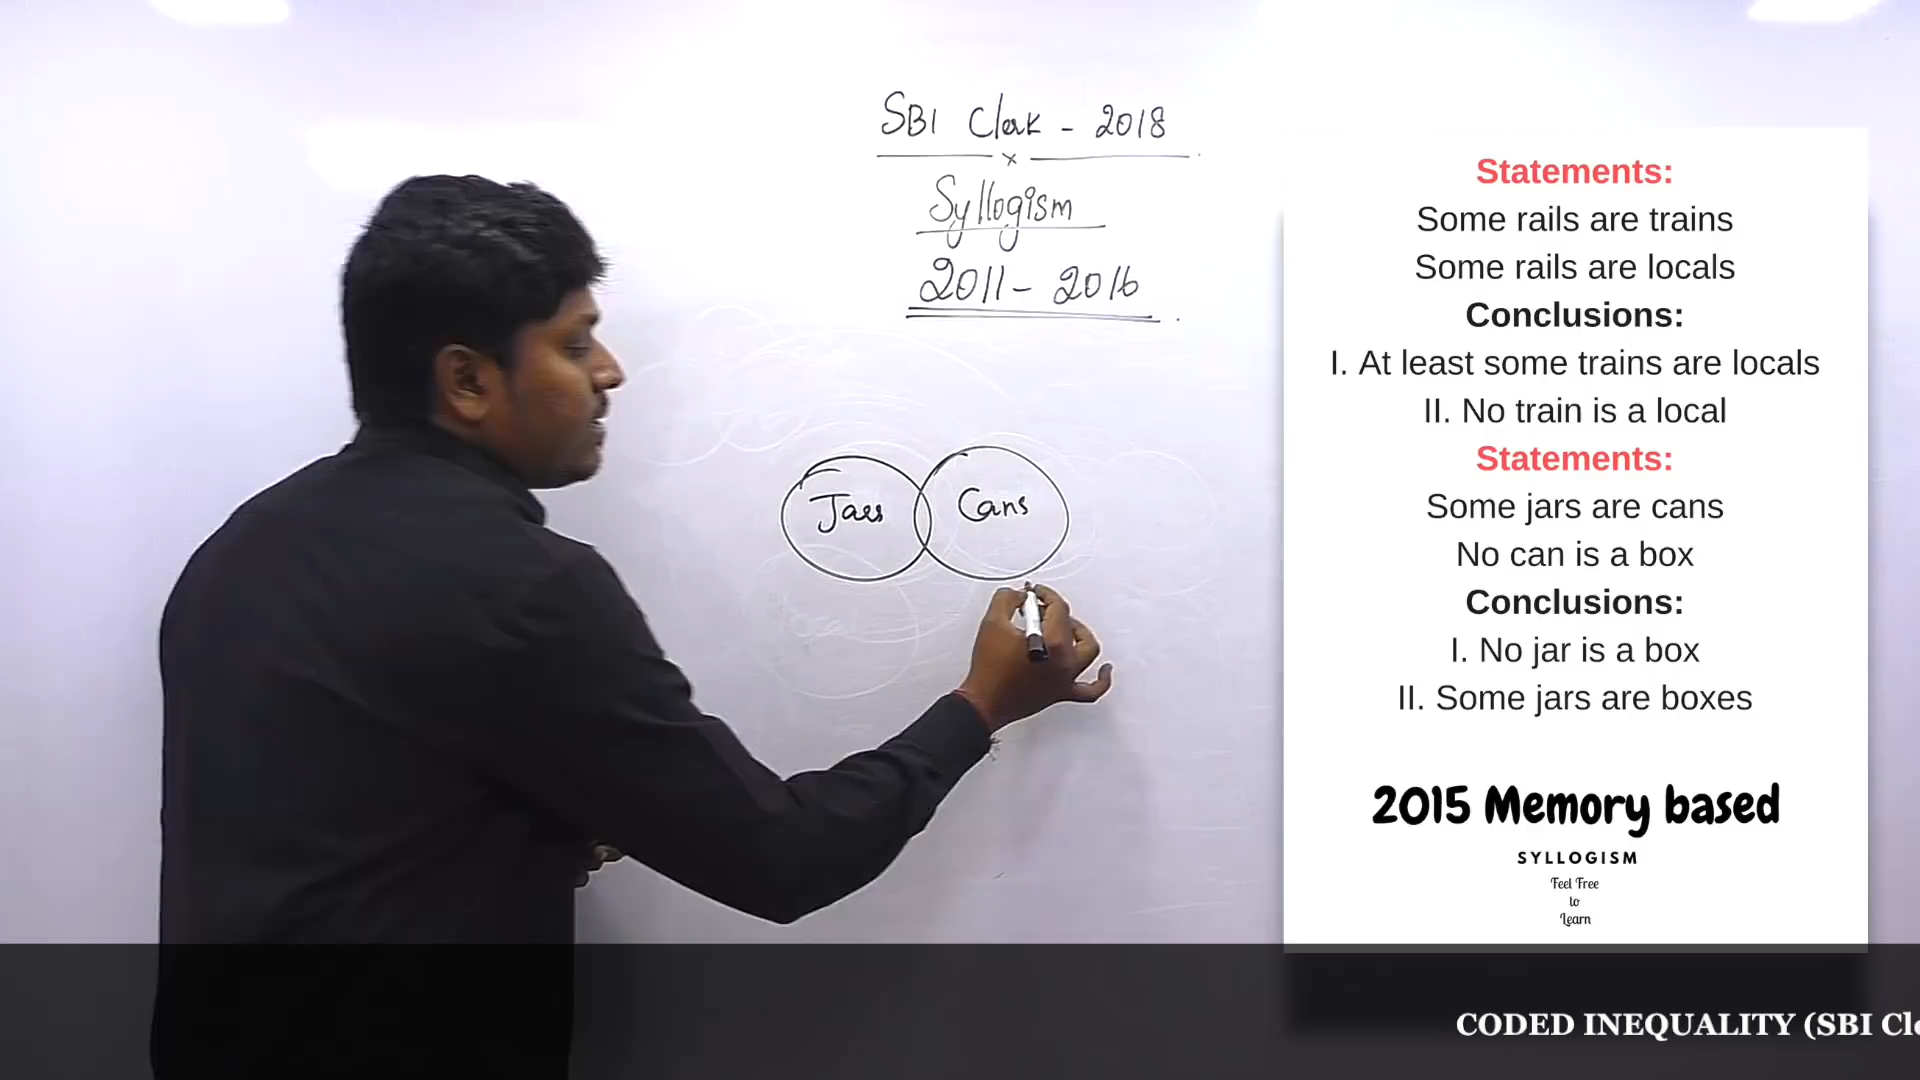 SBI Clerk - 2018
x
Syllogism
2011 - 2016
Jars
Cans
Statements:
Some rails are trains
Some rails are locals
Conclusions:
I. At least some trains are locals
II. No train is a local
Statements:
Some jars are cans
No can is a box
Conclusions:
I. No jar is a box
II. Some jars are boxes
2015 Memory based
SYLLOGISM
Feel Free
to
Learn
CODED INEQUALITY (SBI Cle